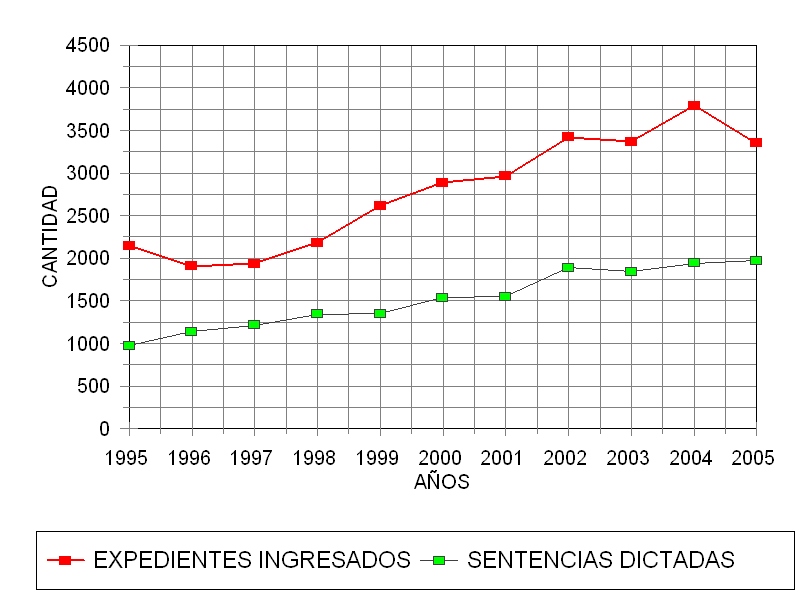 4500
4000
3500
3000
2500
2000
1500
1000
500
0
CANTIDAD
1995 1996 1997 1998 1999 2000 2001 2002 2003 2004 2005
AÑOS
EXPEDIENTES INGRESADOS SENTENCIAS DICTADAS